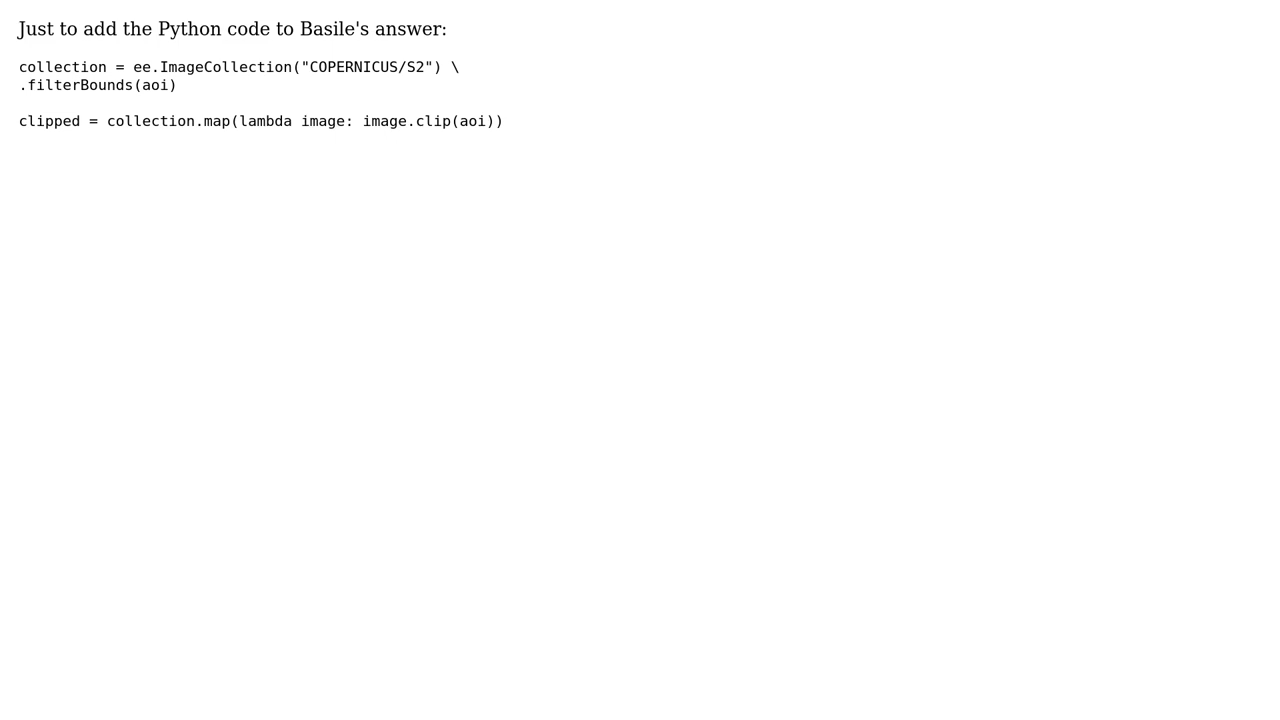 Just to add the Python code to Basile's answer:
collection = ee.ImageCollection("COPERNICUS/S2") \
.filterBounds(aoi)
clipped = collection.map(lambda image: image.clip(aoi))